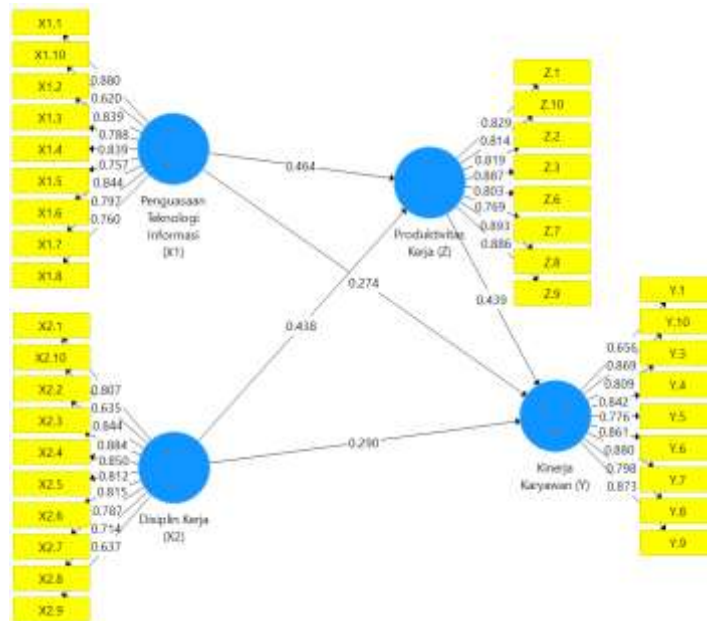 X1.1
X1.10
X1.2
X1.3
X1.4
X1.5
X1.6
X1.7
X1.8
0.880
0.620
0.839
0.788
0.839
0.757
0.844
0.797
0.760
Penguasaan
Teknologi
Informasi
(X1)
0.464
0.274
0.438
0.290
0.439
Z.1
Z.10
Z.2
Z.3
Z.6
Z.7
Z.8
Z.9
0.829
0.814
0.819
0.887
0.803
0.769
0.893
0.886
Produktivitas
Kerja (Z)
X2.1
X2.10
X2.2
X2.3
X2.4
X2.5
X2.6
X2.7
X2.8
X2.9
0.807
0.635
0.844
0.884
0.850
0.812
0.815
0.787
0.714
0.637
Disiplin Kerja
(X2)
Y.1
Y.10
Y.3
Y.4
Y.5
Y.6
Y.7
Y.8
Y.9
0.656
0.869
0.809
0.842
0.776
0.861
0.880
0.798
0.873
Kinerja
Karyawan (Y)